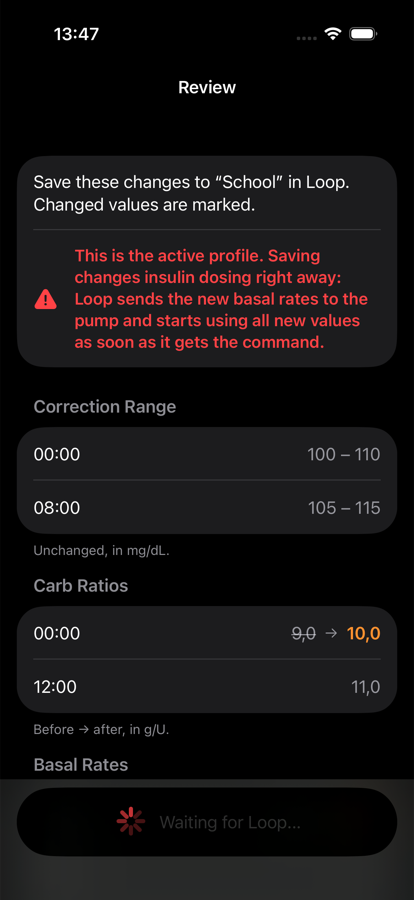 13:47
Review
Save these changes to “School” in Loop.
Changed values are marked.
This is the active profile. Saving
changes insulin dosing right away:
Loop sends the new basal rates to the
pump and starts using all new values
as soon as it gets the command.
Correction Range
00:00 100 – 110
08:00 105 – 115
Unchanged, in mg/dL.
Carb Ratios
00:00 9,0 → 10,0
12:00 11,0
Before → after, in g/U.
Basal Rates
Waiting for Loop...